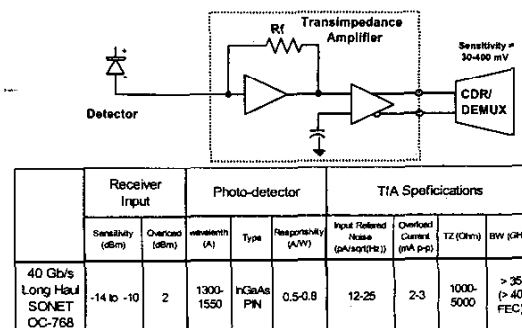 Transimpedance
Amplifier
Rf
Sensitivity =
30-400 mV
CDR/
DEMUX
Detector
Receiver
Input
Photo-detector
TIA Speficications
Sensitivity
(dBm)
Overload
(dBm)
(A)
Type
Responsivity
(A/W)
Input Referred
Noise
(pA/sqrt(Hz))
Overload
Current
(mA p-p)
TZ (Ohm)
BW (GH
40 Gb/s
Long Haul
SONET
OC-768
-14 to -10
2
1300-
1550
InGaAs
PIN
0.5-0.8
12-25
2-3
1000-
5000
> 35
(> 40
FEC)